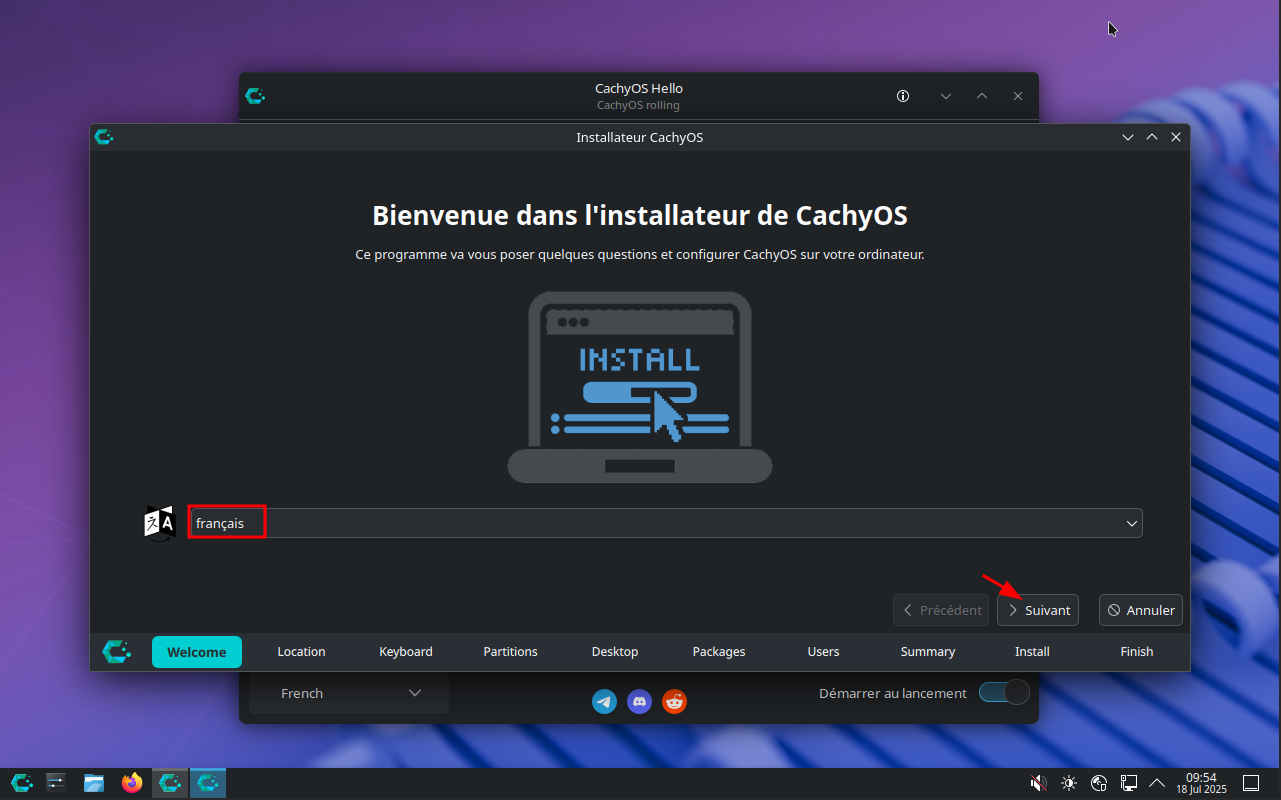 CachyOS Hello
CachyOS rolling
Installateur CachyOS
Bienvenue dans l'installateur de CachyOS
Ce programme va vous poser quelques questions et configurer CachyOS sur votre ordinateur.
INSTALL
français
Précédent
Suivant
Annuler
Welcome
Location
Keyboard
Partitions
Desktop
Packages
Users
Summary
Install
Finish
French
Démarrer au lancement
09:54
18 Jul 2025